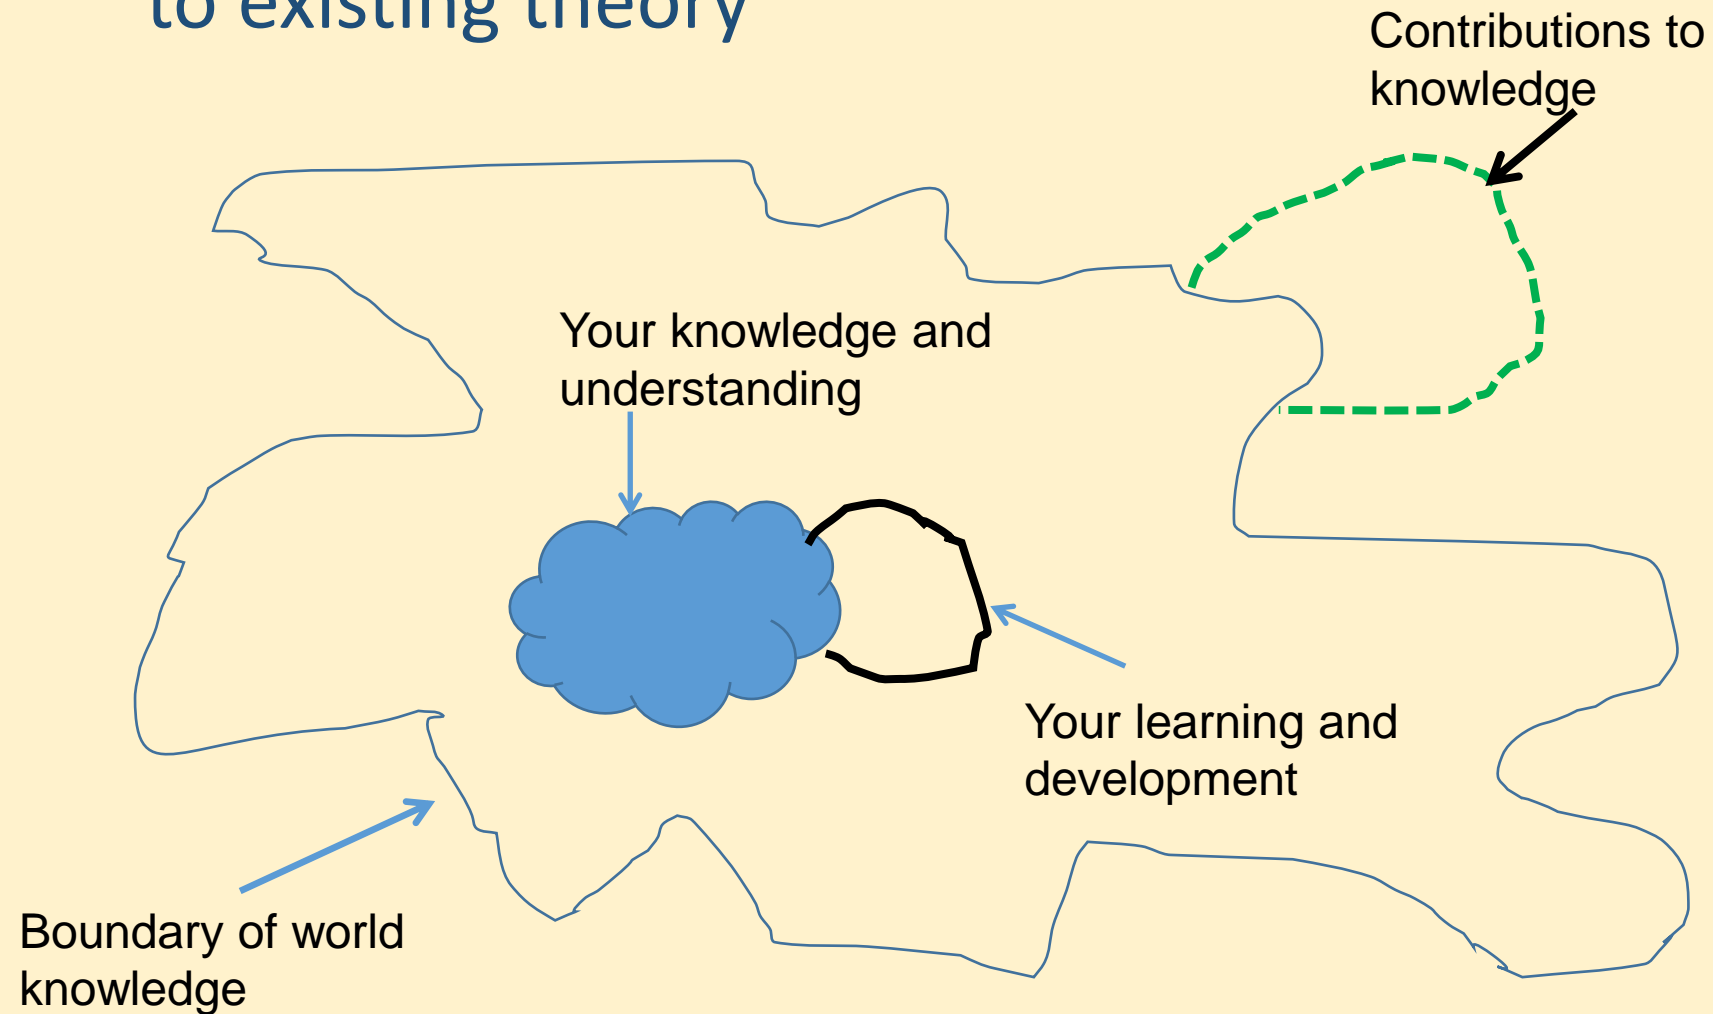 to existing theory
Contributions to
knowledge
Your knowledge and
understanding
Your learning and
development
Boundary of world
knowledge